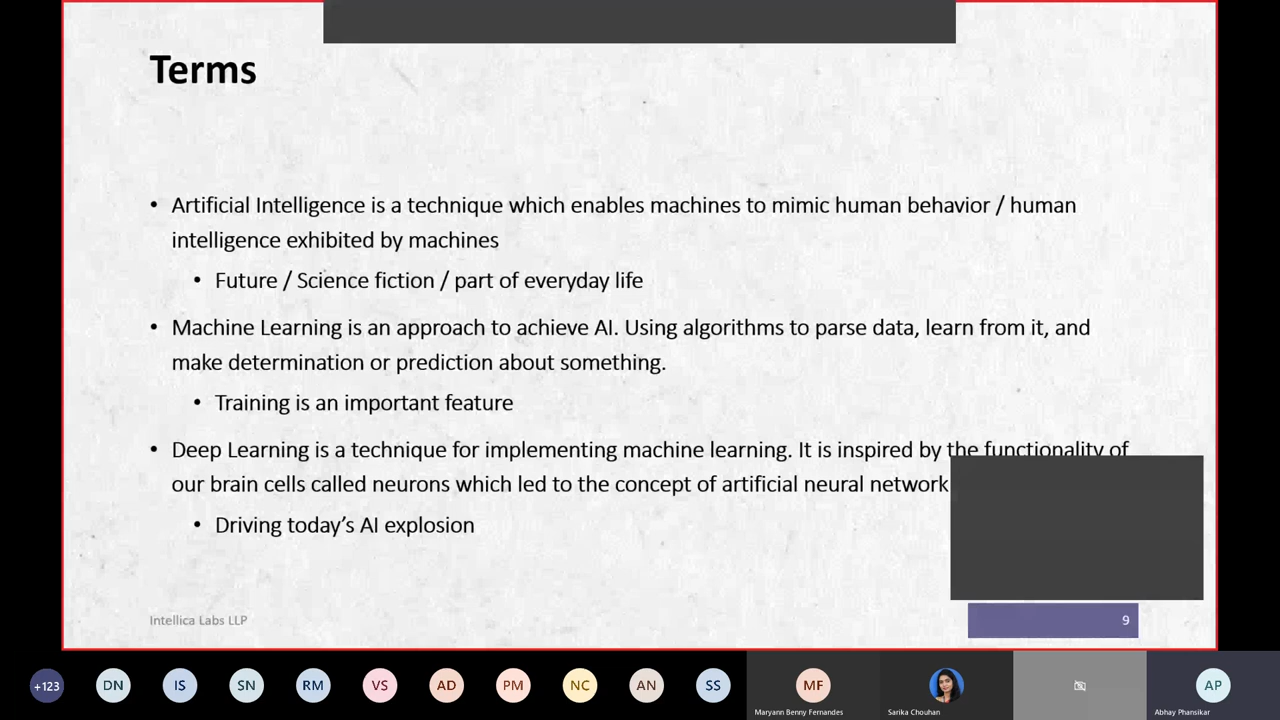 Terms
• Artificial Intelligence is a technique which enables machines to mimic human behavior / human
intelligence exhibited by machines
• Future / Science fiction / part of everyday life
• Machine Learning is an approach to achieve AI. Using algorithms to parse data, learn from it, and
make determination or prediction about something.
• Training is an important feature
• Deep Learning is a technique for implementing machine learning. It is inspired by the functionality of
our brain cells called neurons which led to the concept of artificial neural network
• Driving today’s AI explosion
Intellica Labs LLP
9
+123 DN IS SN RM VS AD PM NC AN SS MF AP
Maryann Benny Fernandes Sarika Chouhan Abhay Phansikar